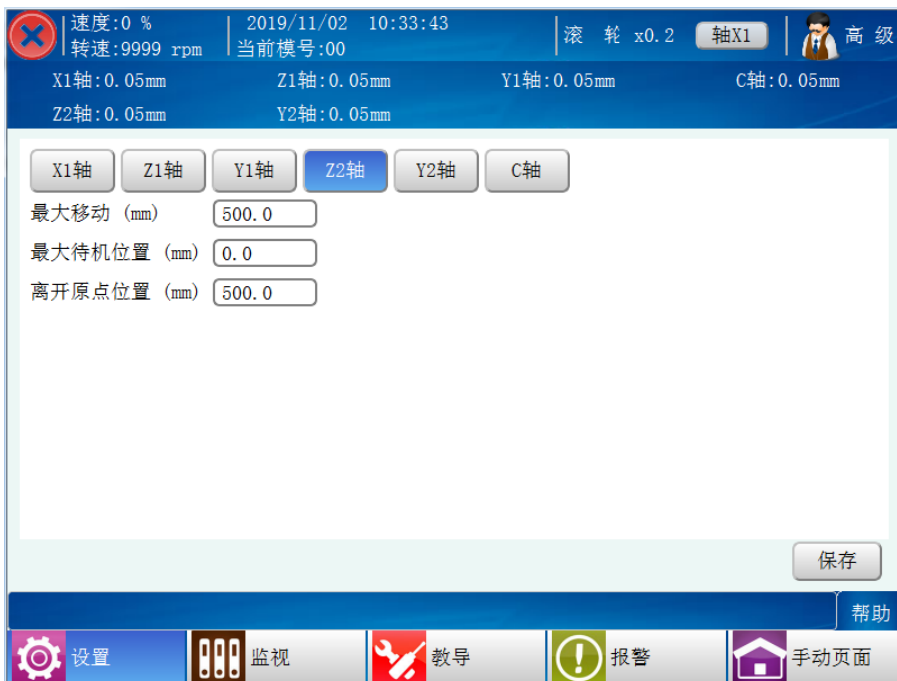 速度:0 % 2019/11/02 10:33:43 滚 轮 x0.2 轴X1 高 级
转速:9999 rpm 当前模号:00
X1轴:0.05mm Z1轴:0.05mm Y1轴:0.05mm C轴:0.05mm
Z2轴:0.05mm Y2轴:0.05mm
X1轴 Z1轴 Y1轴 Z2轴 Y2轴 C轴
最大移动 (mm) 500.0
最大待机位置 (mm) 0.0
离开原点位置 (mm) 500.0
保存
帮助
设置 监视 教导 报警 手动页面